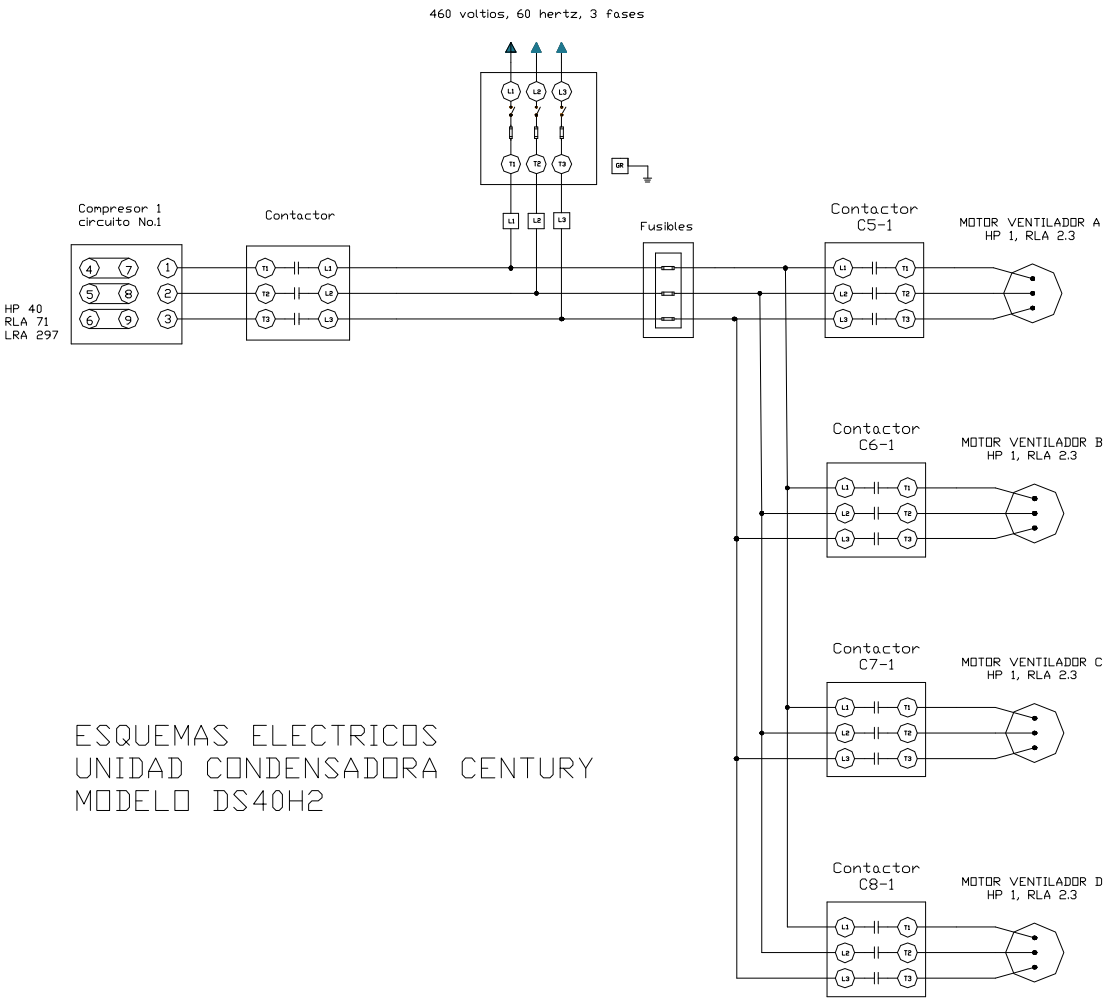 460 voltios, 60 hertz, 3 fases
L1 L2 L3
T1 T2 T3
GR
L1 L2 L3
Compresor 1
circuito No.1
4 7 1
5 8 2
6 9 3
HP 40
RLA 71
LRA 297
Contactor
T1 L1
T2 L2
T3 L3
Fusibles
Contactor
C5-1
L1 T1
L2 T2
L3 T3
MOTOR VENTILADOR A
HP 1, RLA 2.3
Contactor
C6-1
L1 T1
L2 T2
L3 T3
MOTOR VENTILADOR B
HP 1, RLA 2.3
Contactor
C7-1
L1 T1
L2 T2
L3 T3
MOTOR VENTILADOR C
HP 1, RLA 2.3
ESQUEMAS ELECTRICOS
UNIDAD CONDENSADORA CENTURY
MODELO DS40H2
Contactor
C8-1
L1 T1
L2 T2
L3 T3
MOTOR VENTILADOR D
HP 1, RLA 2.3